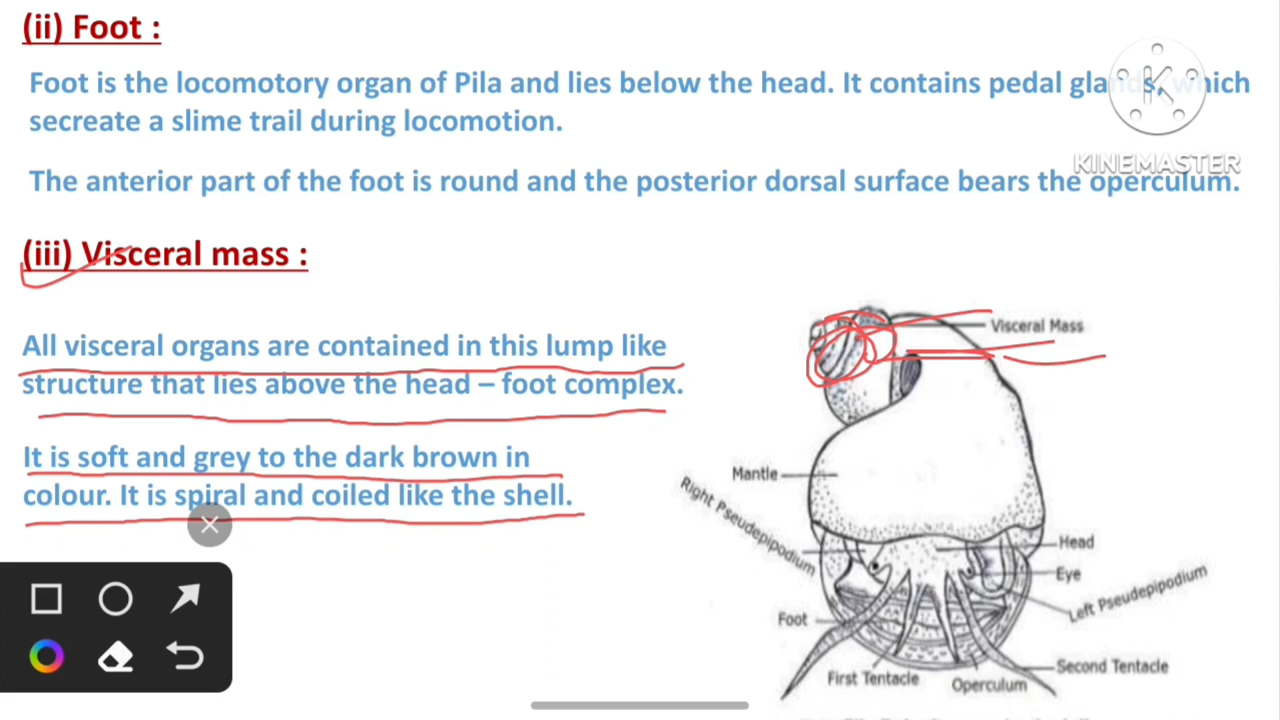 (ii) Foot :
Foot is the locomotory organ of Pila and lies below the head. It contains pedal glands, which
secreate a slime trail during locomotion.
KINEMASTER
The anterior part of the foot is round and the posterior dorsal surface bears the operculum.
(iii) Visceral mass :
All visceral organs are contained in this lump like
structure that lies above the head – foot complex.
It is soft and grey to the dark brown in
colour. It is spiral and coiled like the shell.
Visceral Mass
Mantle
Right Pseudepipodium
Head
Eye
Left Pseudepipodium
Foot
First Tentacle
Second Tentacle
Operculum